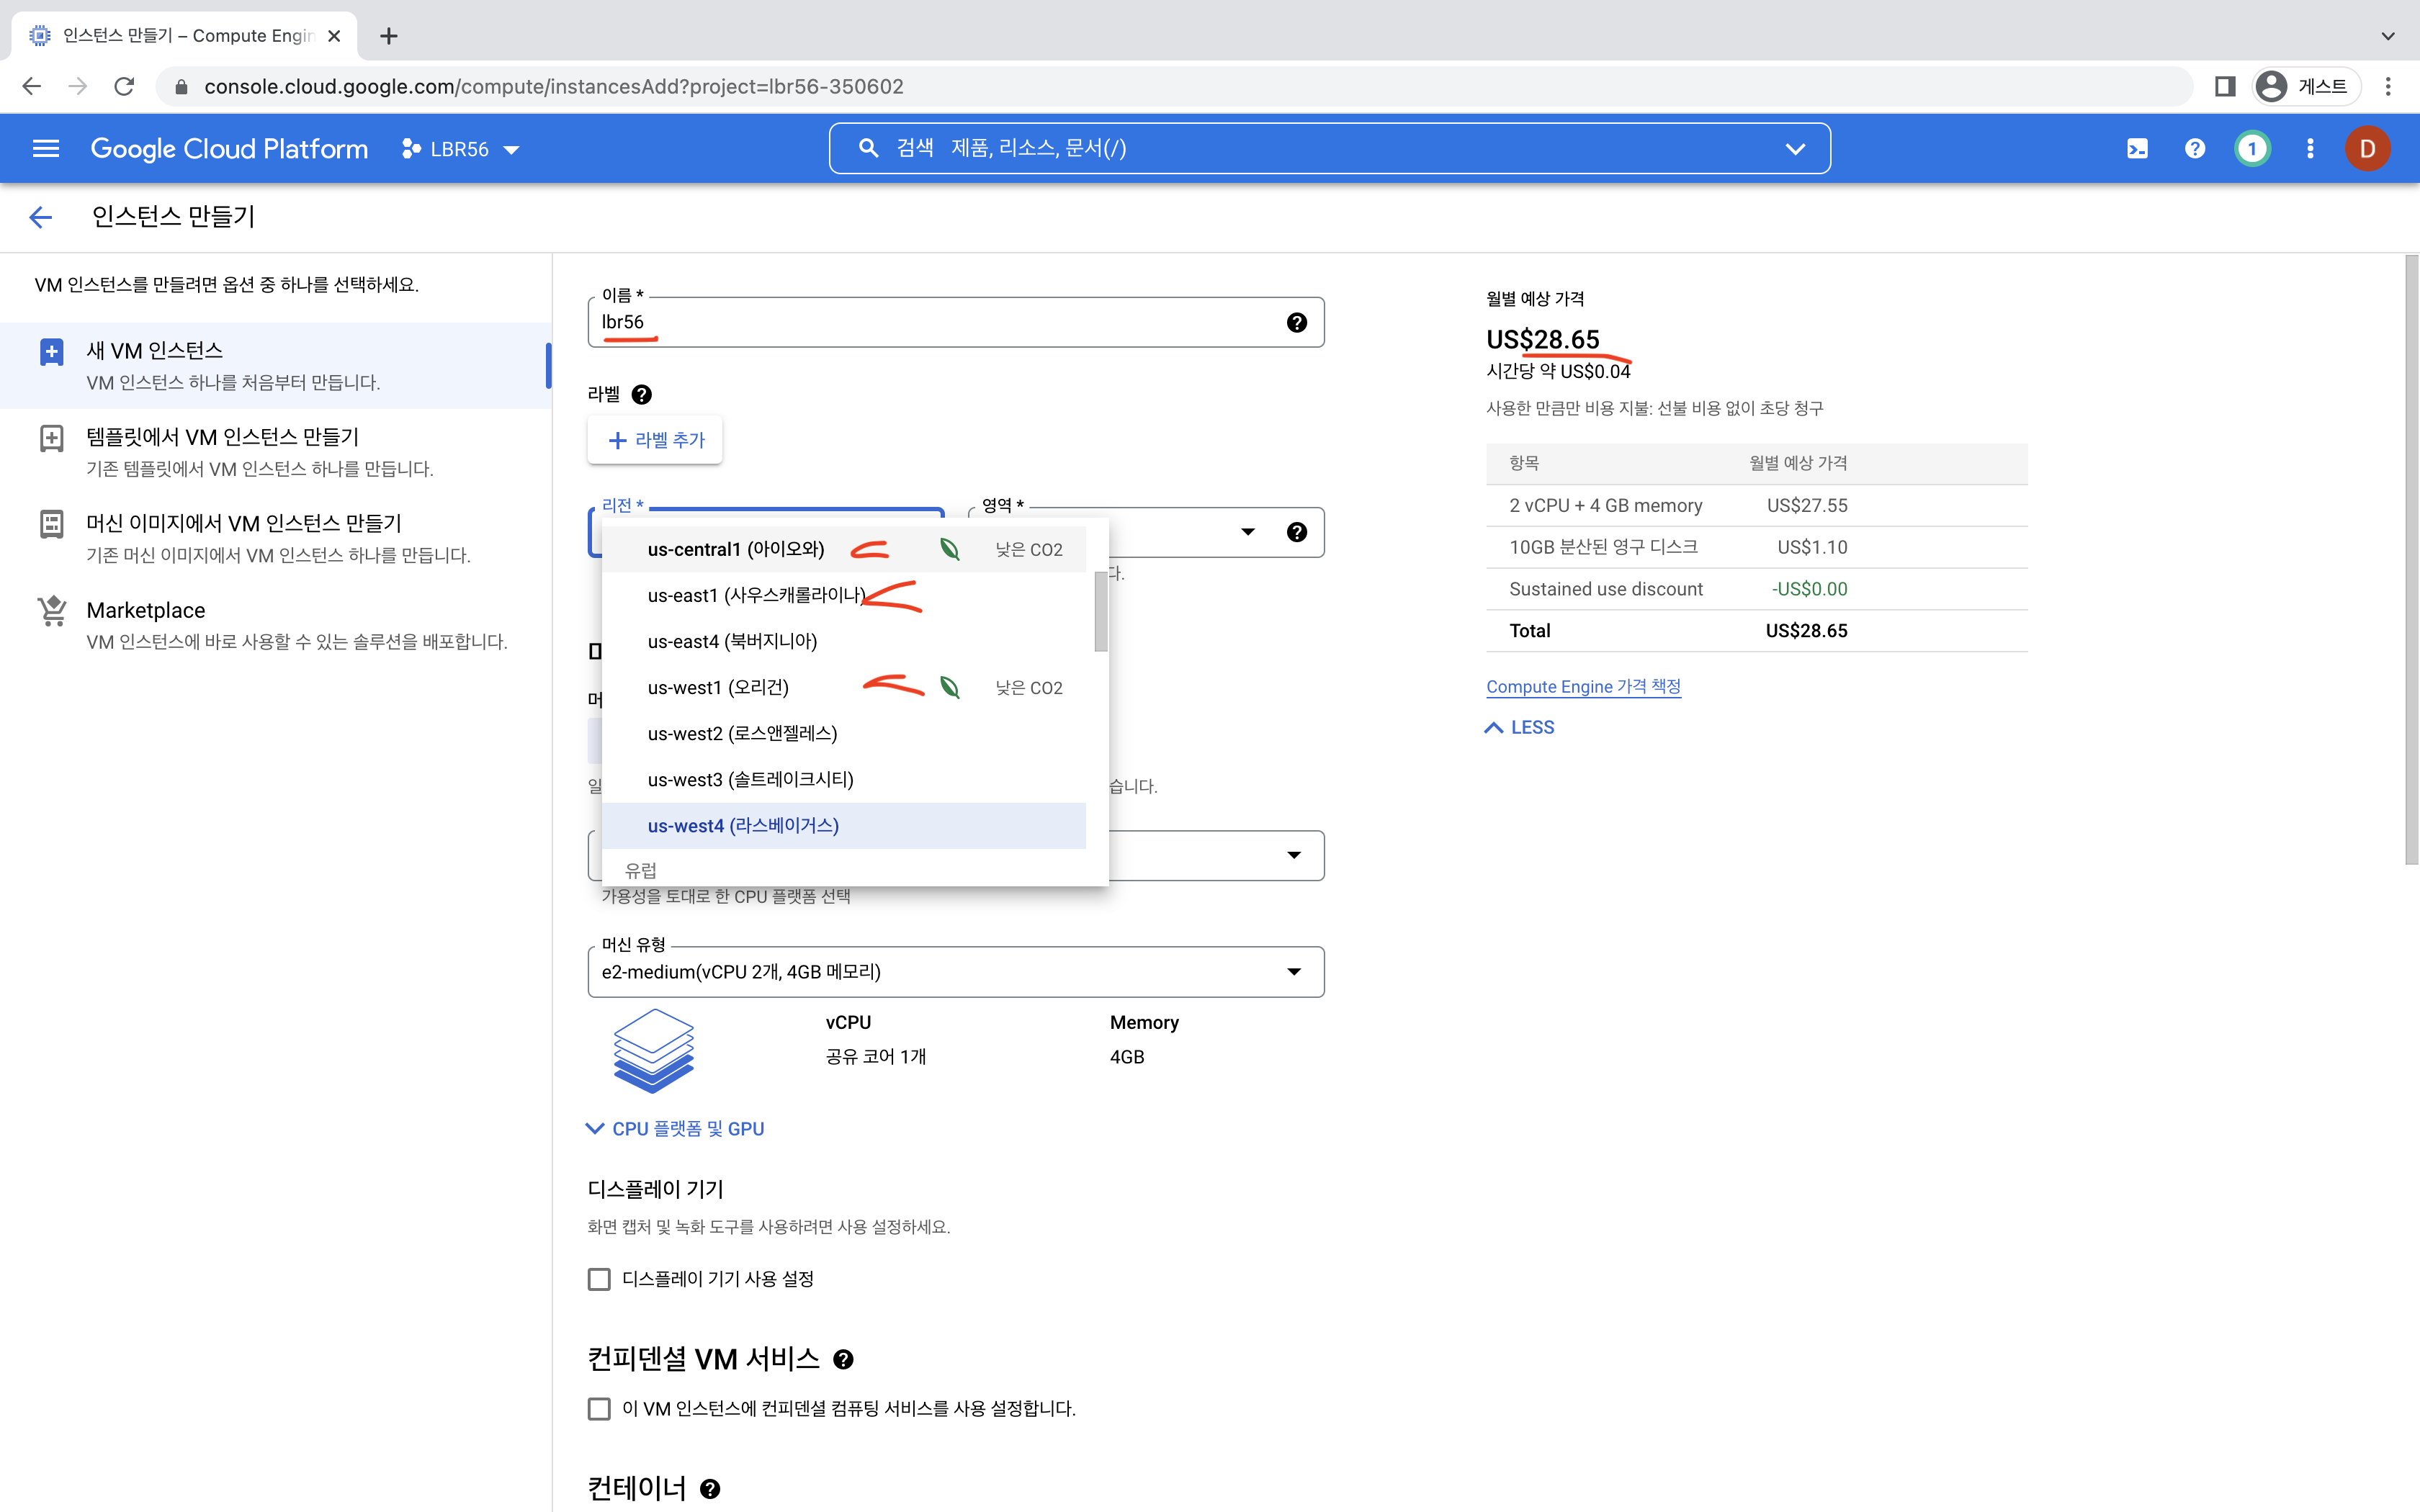 인스턴스 만들기 – Compute Engin
console.cloud.google.com/compute/instancesAdd?project=lbr56-350602
게스트
Google Cloud Platform
LBR56
검색 제품, 리소스, 문서(/)
1
D
인스턴스 만들기
VM 인스턴스를 만들려면 옵션 중 하나를 선택하세요.
새 VM 인스턴스
VM 인스턴스 하나를 처음부터 만듭니다.
템플릿에서 VM 인스턴스 만들기
기존 템플릿에서 VM 인스턴스 하나를 만듭니다.
머신 이미지에서 VM 인스턴스 만들기
기존 머신 이미지에서 VM 인스턴스 하나를 만듭니다.
Marketplace
VM 인스턴스에 바로 사용할 수 있는 솔루션을 배포합니다.
이름 *
lbr56
라벨
라벨 추가
리전 *
영역 *
us-central1 (아이오와) 낮은 CO2
us-east1 (사우스캐롤라이나)
us-east4 (북버지니아)
us-west1 (오리건) 낮은 CO2
us-west2 (로스앤젤레스)
us-west3 (솔트레이크시티)
us-west4 (라스베이거스)
유럽
다.
머
일
습니다.
가용성을 토대로 한 CPU 플랫폼 선택
머신 유형
e2-medium(vCPU 2개, 4GB 메모리)
vCPU Memory
공유 코어 1개 4GB
CPU 플랫폼 및 GPU
디스플레이 기기
화면 캡처 및 녹화 도구를 사용하려면 사용 설정하세요.
디스플레이 기기 사용 설정
컨피덴셜 VM 서비스
이 VM 인스턴스에 컨피덴셜 컴퓨팅 서비스를 사용 설정합니다.
컨테이너
월별 예상 가격
US$28.65
시간당 약 US$0.04
사용한 만큼만 비용 지불: 선불 비용 없이 초당 청구
항목 월별 예상 가격
2 vCPU + 4 GB memory US$27.55
10GB 분산된 영구 디스크 US$1.10
Sustained use discount -US$0.00
Total US$28.65
Compute Engine 가격 책정
LESS